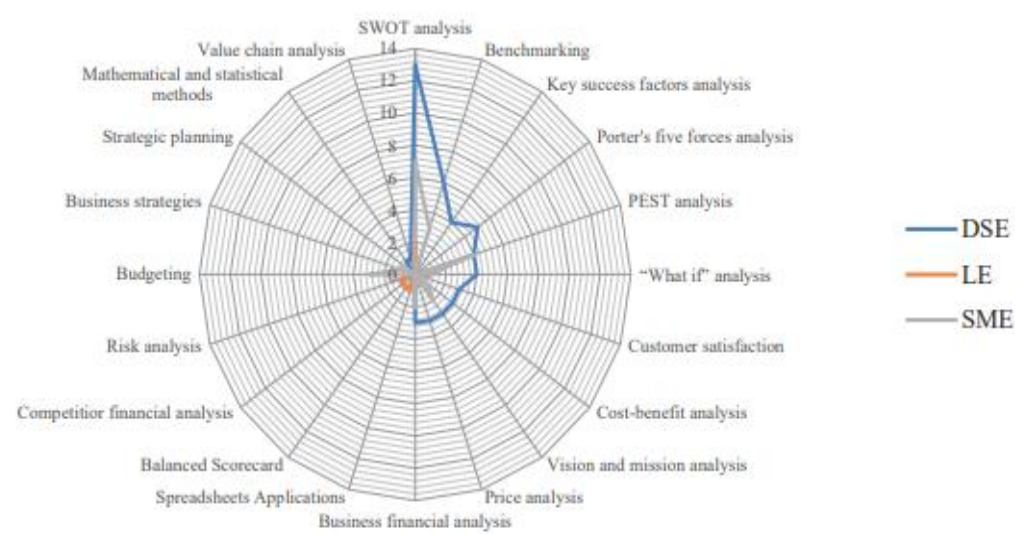 SWOT analysis
Benchmarking
Key success factors analysis
Porter's five forces analysis
PEST analysis
“What if” analysis
Customer satisfaction
Cost-benefit analysis
Vision and mission analysis
Price analysis
Business financial analysis
Spreadsheets Applications
Balanced Scorecard
Competitior financial analysis
Risk analysis
Budgeting
Business strategies
Strategic planning
Mathematical and statistical
methods
Value chain analysis
14
12
10
8
6
4
2
0
DSE
LE
SME